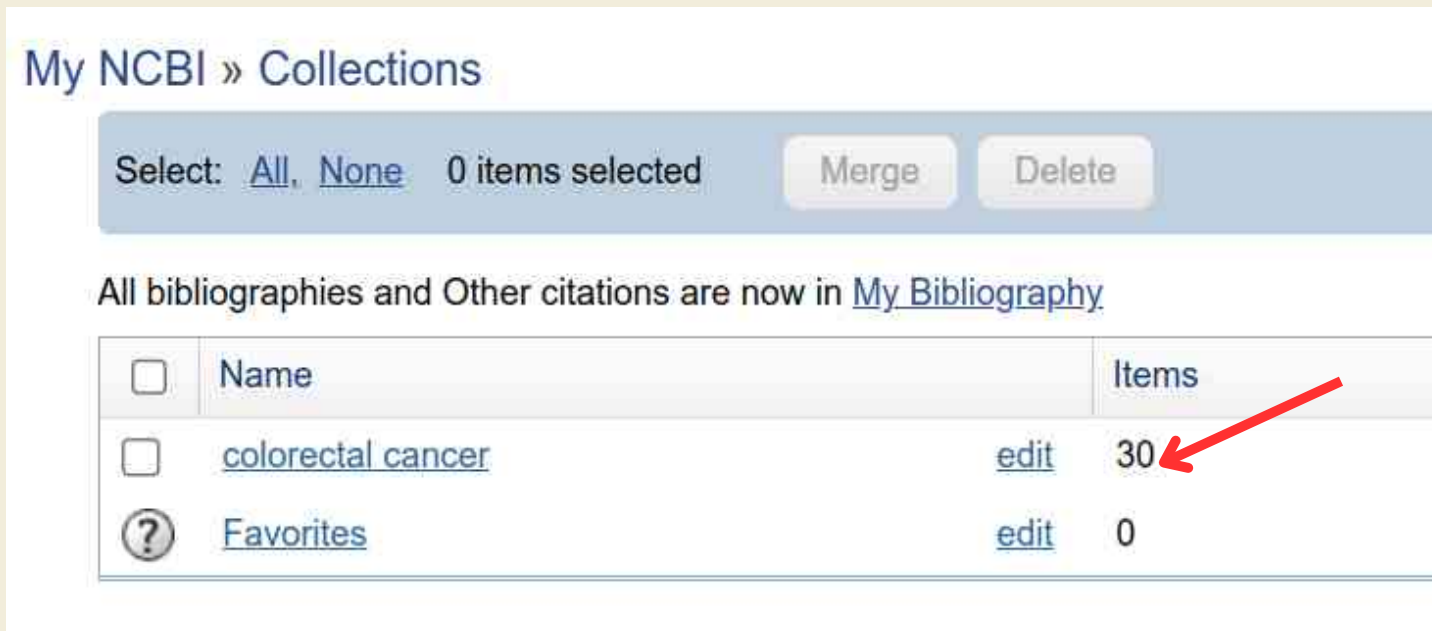 My NCBI » Collections
Select: All, None 0 items selected Merge Delete
All bibliographies and Other citations are now in My Bibliography
Name Items
colorectal cancer edit 30
? Favorites edit 0